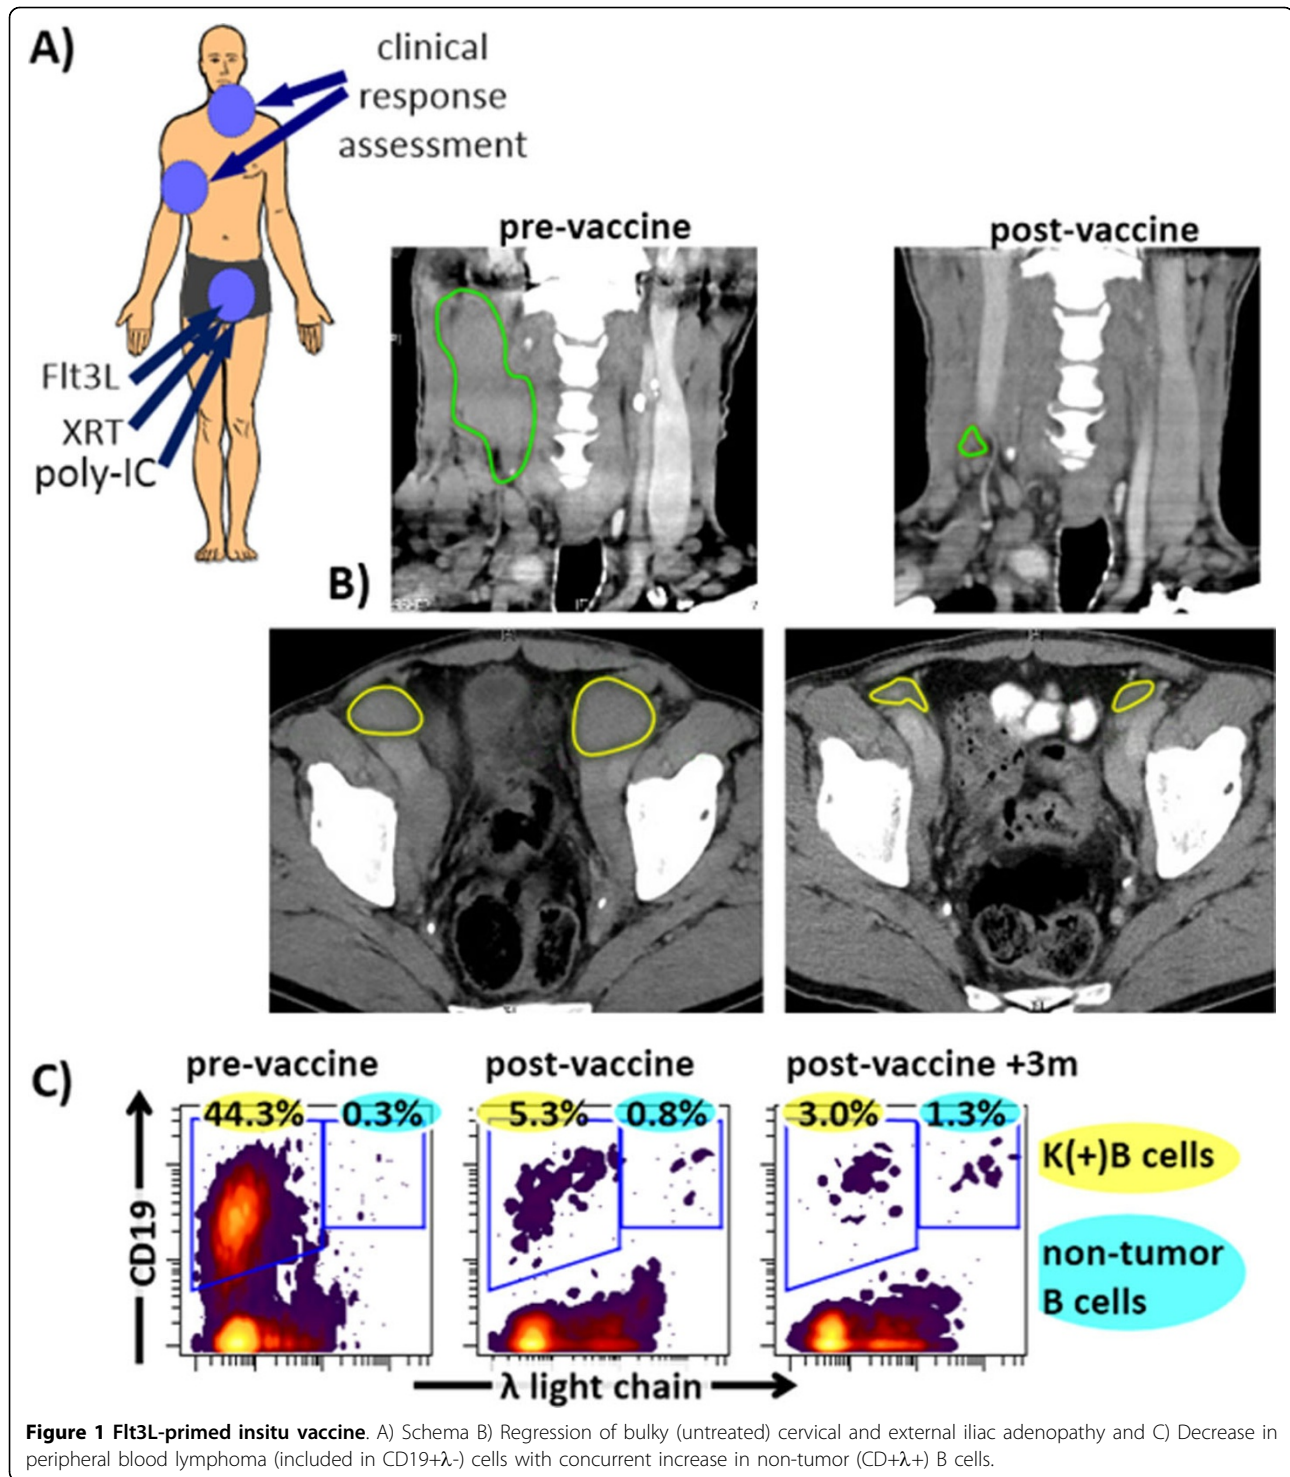 A)
clinical
response
assessment
Flt3L
XRT
poly-IC
pre-vaccine
post-vaccine
B)
C)
pre-vaccine
post-vaccine
post-vaccine +3m
44.3%
0.3%
5.3%
0.8%
3.0%
1.3%
CD19
K(+)B cells
non-tumor
B cells
λ light chain
Figure 1 Flt3L-primed insitu vaccine. A) Schema B) Regression of bulky (untreated) cervical and external iliac adenopathy and C) Decrease in
peripheral blood lymphoma (included in CD19+λ-) cells with concurrent increase in non-tumor (CD+λ+) B cells.